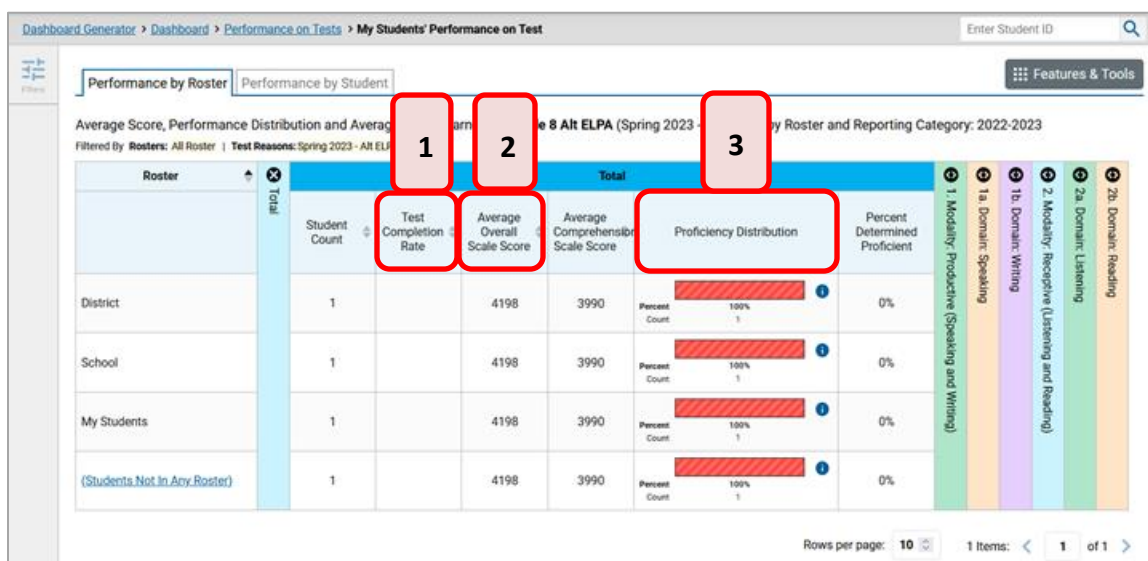 Dashboard Generator > Dashboard > Performance on Tests > My Students' Performance on Test
Enter Student ID
Filters
Performance by Roster
Performance by Student
Features & Tools
1
2
3
Average Score, Performance Distribution and Averag 8 Alt ELPA (Spring 2023 - by Roster and Reporting Category: 2022-2023
Filtered By Rosters: All Roster | Test Reasons: Spring 2023 - Alt
Roster
Total
Total
Student Count
Test Completion Rate
Average Overall Scale Score
Average Comprehension Scale Score
Proficiency Distribution
Percent Determined Proficient
1. Modality: Productive (Speaking and Writing)
1a. Domain: Speaking
1b. Domain: Writing
2. Modality: Receptive (Listening and Reading)
2a. Domain: Listening
2b. Domain: Reading
District 1 4198 3990 Percent 100% 0%
Count 1
School 1 4198 3990 Percent 100% 0%
Count 1
My Students 1 4198 3990 Percent 100% 0%
Count 1
(Students Not In Any Roster) 1 4198 3990 Percent 100% 0%
Count 1
Rows per page: 10 1 Items: < 1 of 1 >